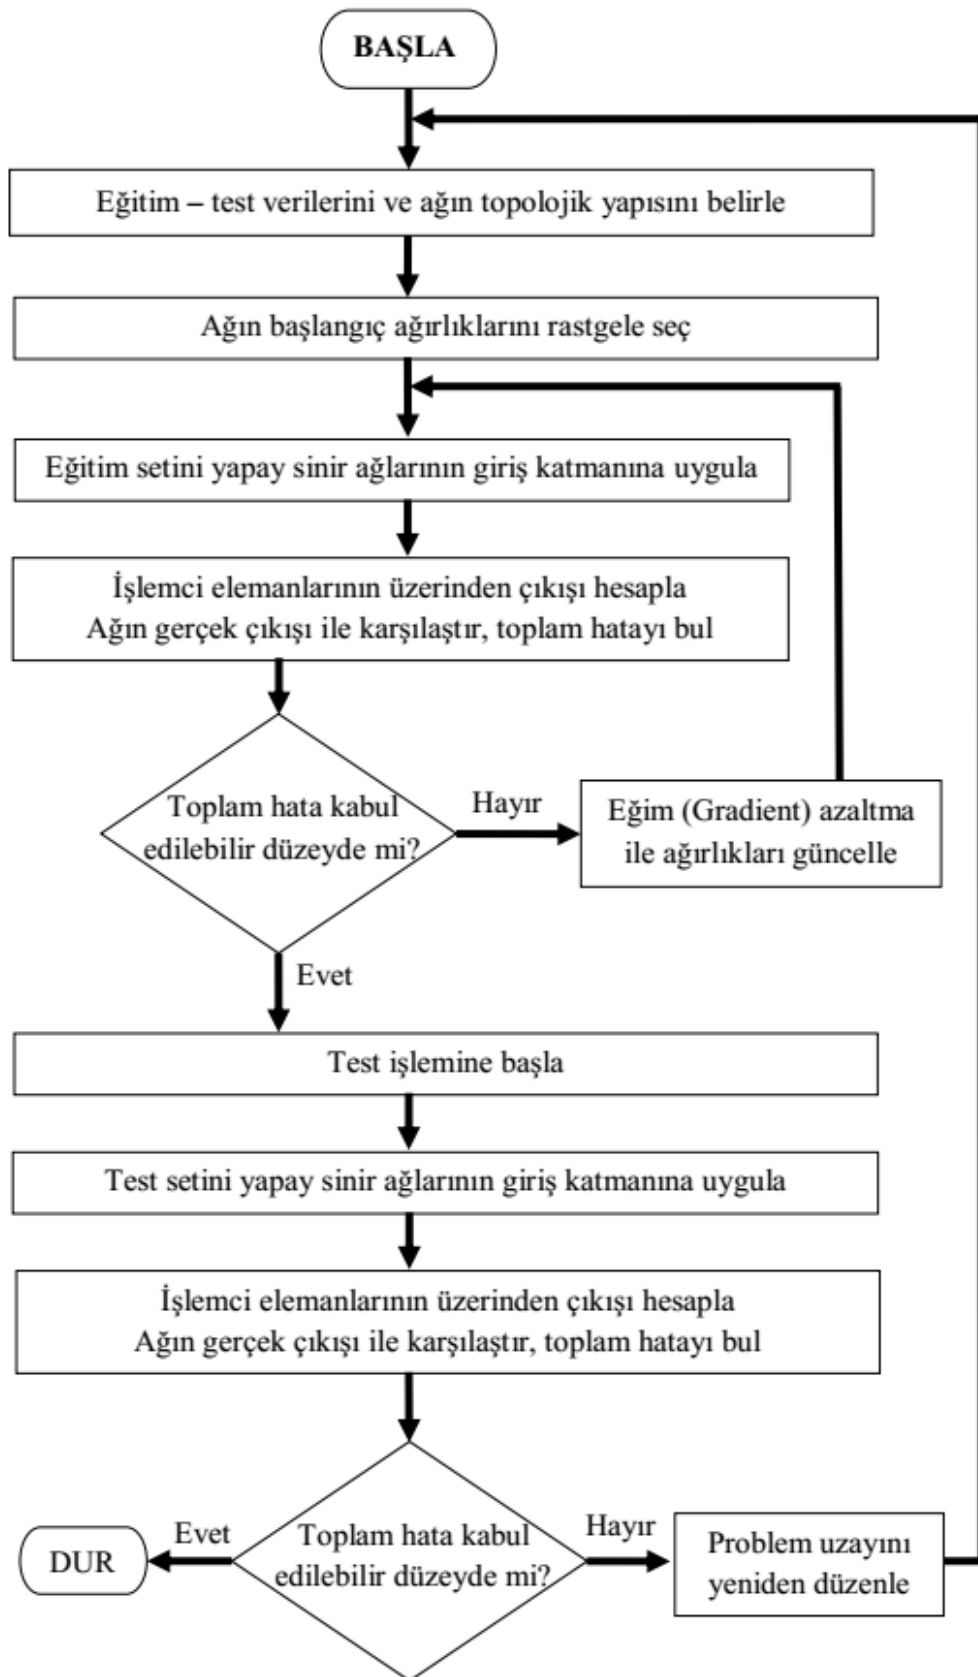 BAŞLA
Eğitim – test verilerini ve ağın topolojik yapısını belirle
Ağın başlangıç ağırlıklarını rastgele seç
Eğitim setini yapay sinir ağlarının giriş katmanına uygula
İşlemci elemanlarının üzerinden çıkışı hesapla
Ağın gerçek çıkışı ile karşılaştır, toplam hatayı bul
Toplam hata kabul
edilebilir düzeyde mi?
Hayır
Eğim (Gradient) azaltma
ile ağırlıkları güncelle
Evet
Test işlemine başla
Test setini yapay sinir ağlarının giriş katmanına uygula
İşlemci elemanlarının üzerinden çıkışı hesapla
Ağın gerçek çıkışı ile karşılaştır, toplam hatayı bul
DUR
Evet
Toplam hata kabul
edilebilir düzeyde mi?
Hayır
Problem uzayını
yeniden düzenle